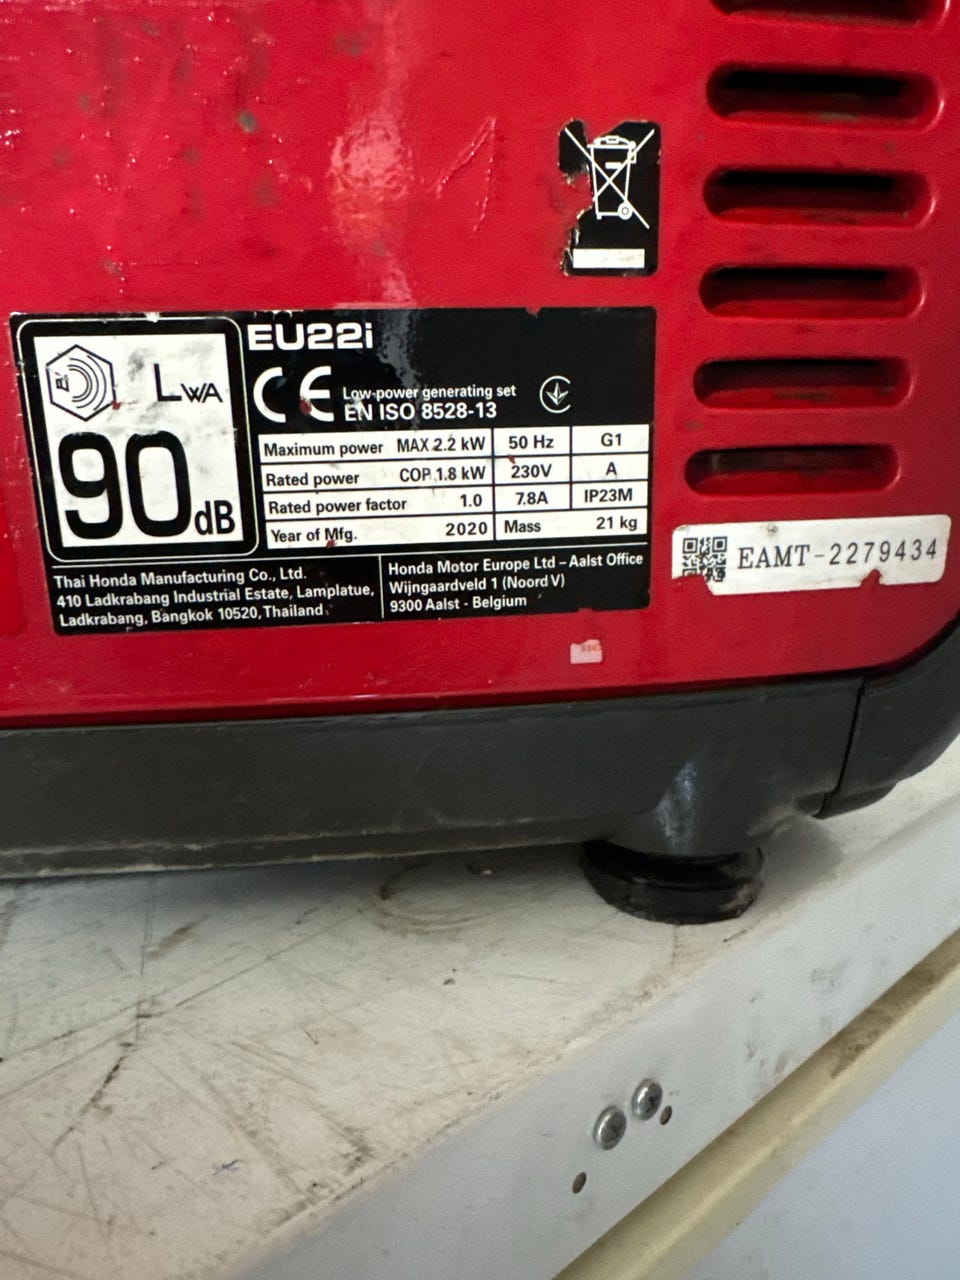 EU22i
LWA
90dB
CE
Low-power generating set
EN ISO 8528-13
Maximum power MAX 2.2 kW 50 Hz G1
Rated power COP 1.8 kW 230V A
Rated power factor 1.0 7.8A IP23M
Year of Mfg. 2020 Mass 21 kg
Thai Honda Manufacturing Co., Ltd.
410 Ladkrabang Industrial Estate, Lamplatue,
Ladkrabang, Bangkok 10520, Thailand
Honda Motor Europe Ltd – Aalst Office
Wijngaardveld 1 (Noord V)
9300 Aalst - Belgium
EAMT-2279434